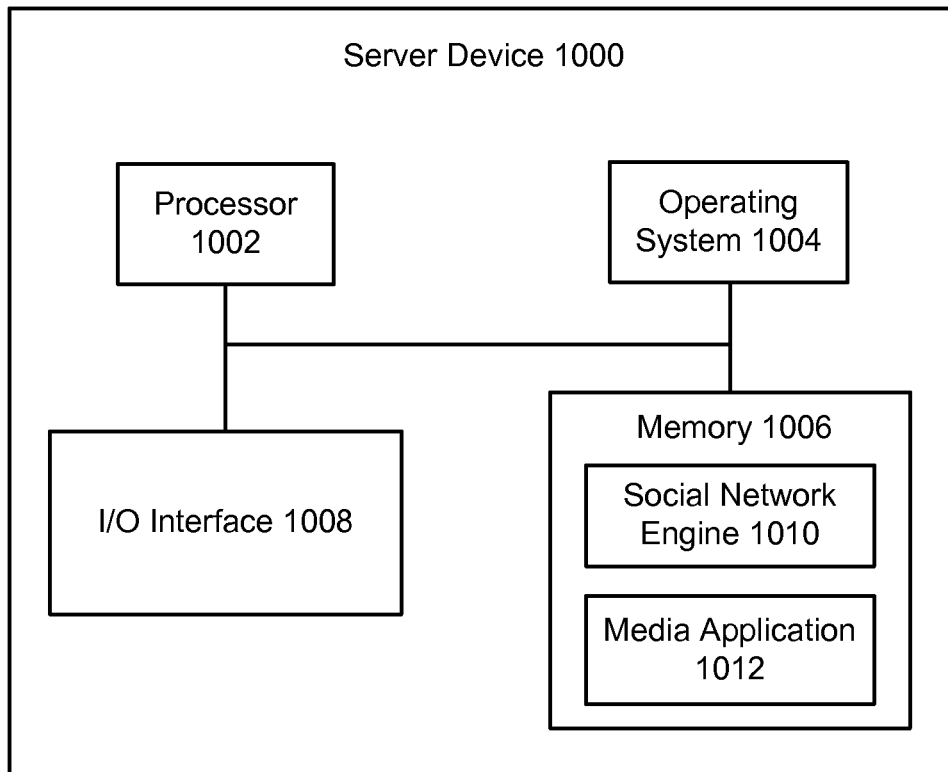 Server Device 1000
Processor
1002
Operating
System 1004
I/O Interface 1008
Memory 1006
Social Network
Engine 1010
Media Application
1012